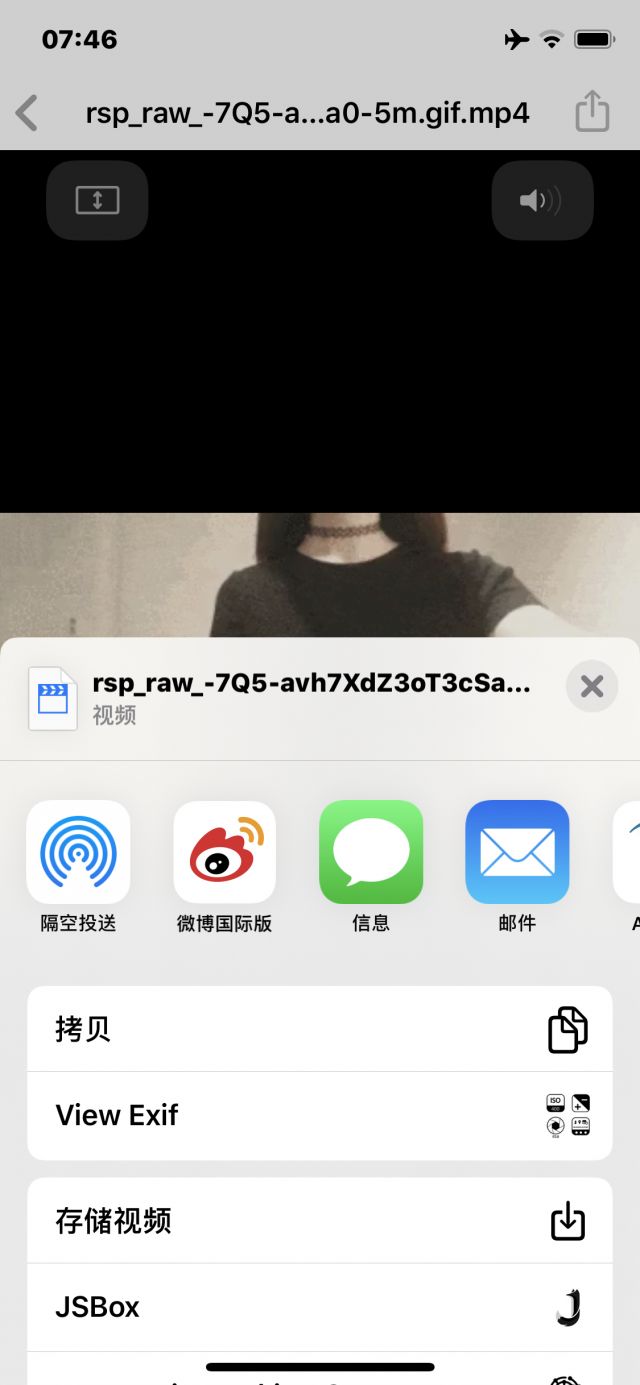 07:46
rsp_raw_-7Q5-a...a0-5m.gif.mp4
rsp_raw_-7Q5-avh7XdZ3oT3cSa...
视频
隔空投送
微博国际版
信息
邮件
拷贝
View Exif
存储视频
JSBox